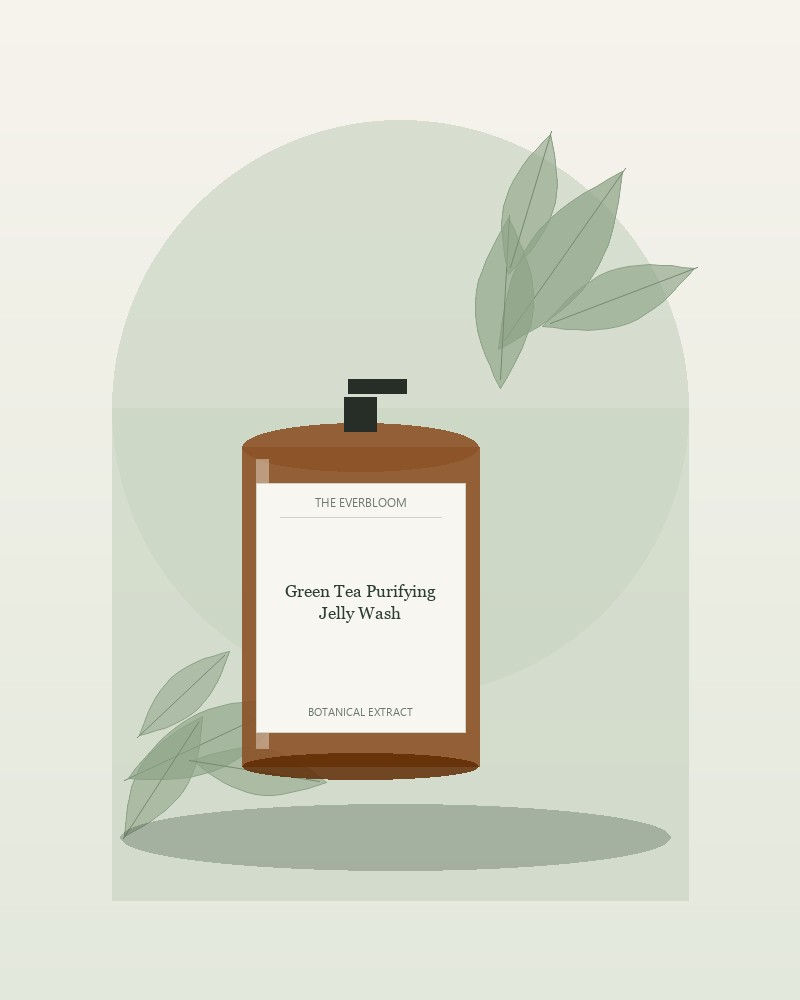 THE EVERBLOOM
Green Tea Purifying
Jelly Wash
BOTANICAL EXTRACT